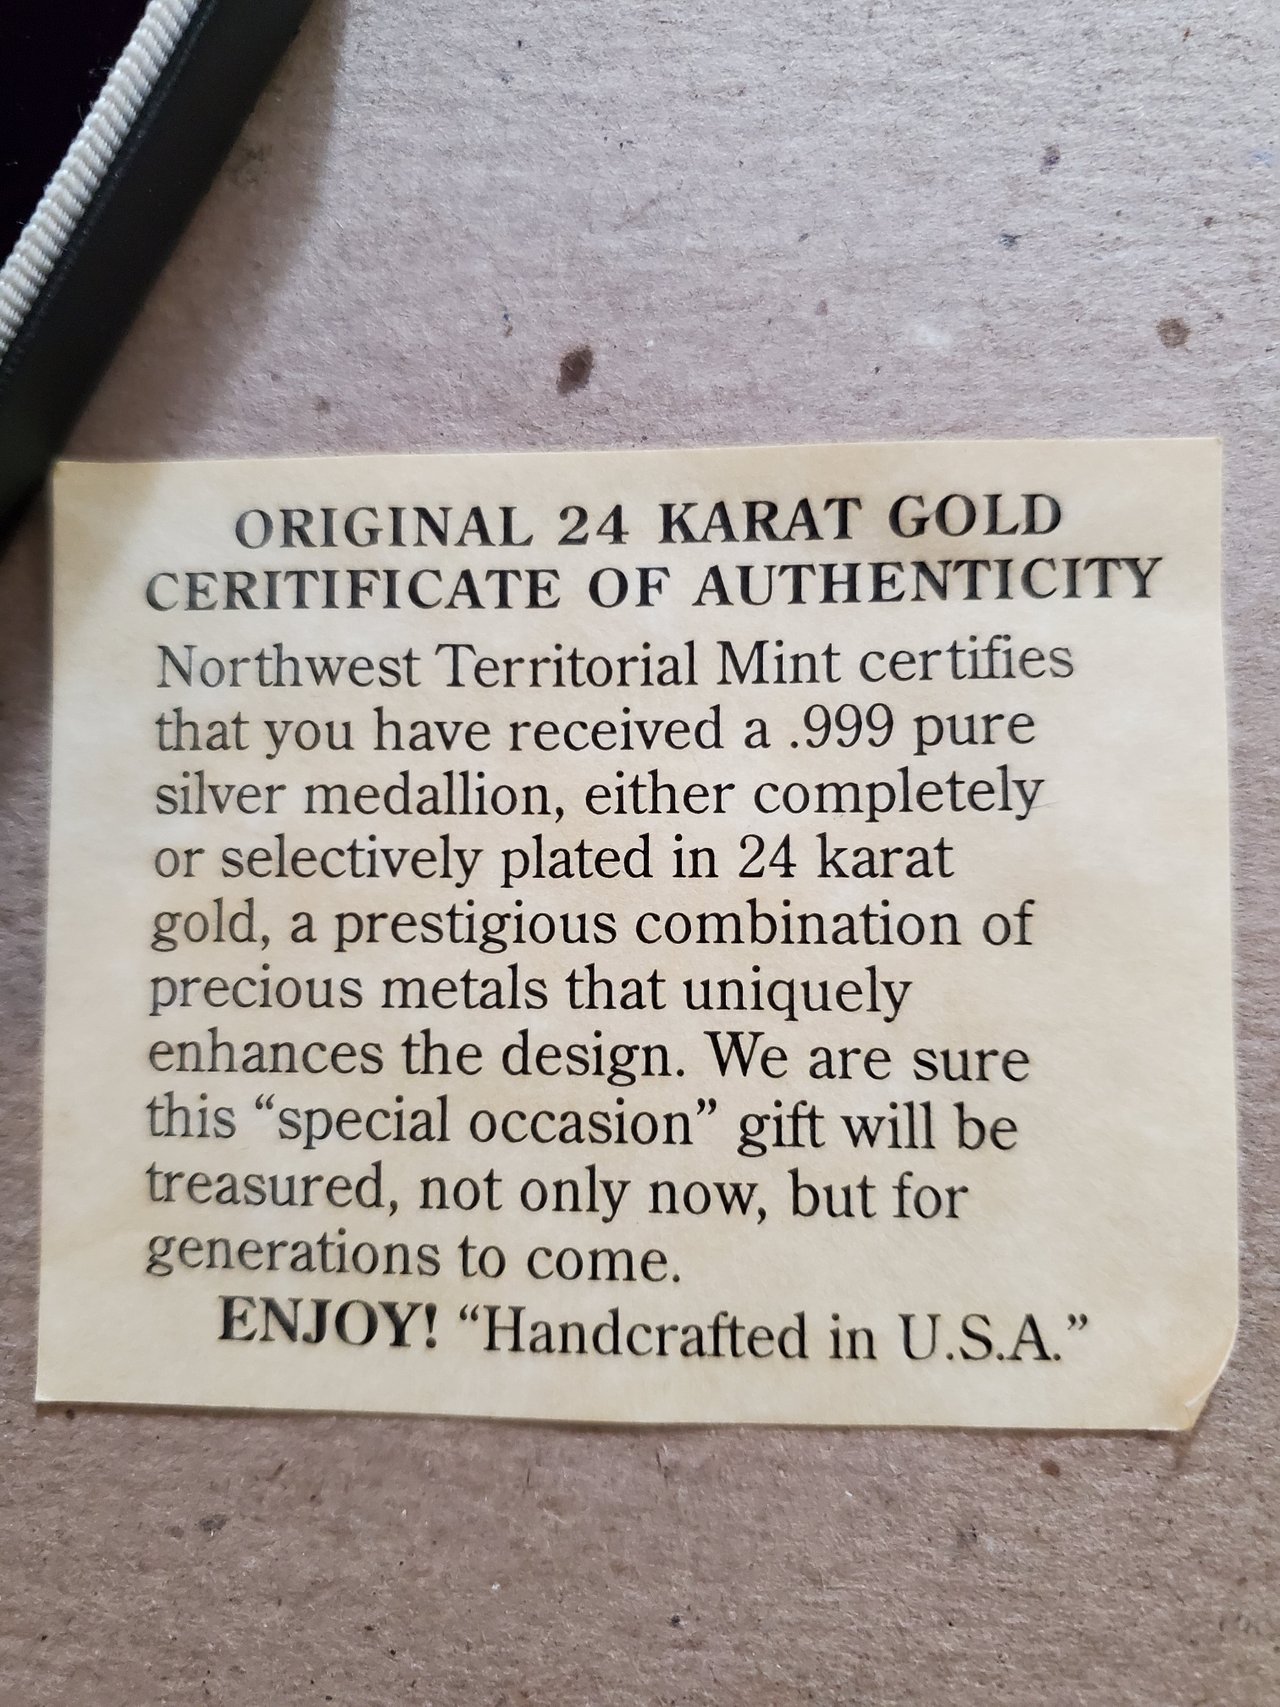 ORIGINAL 24 KARAT GOLD
CERITIFICATE OF AUTHENTICITY
Northwest Territorial Mint certifies
that you have received a .999 pure
silver medallion, either completely
or selectively plated in 24 karat
gold, a prestigious combination of
precious metals that uniquely
enhances the design. We are sure
this “special occasion” gift will be
treasured, not only now, but for
generations to come.
ENJOY! “Handcrafted in U.S.A.”